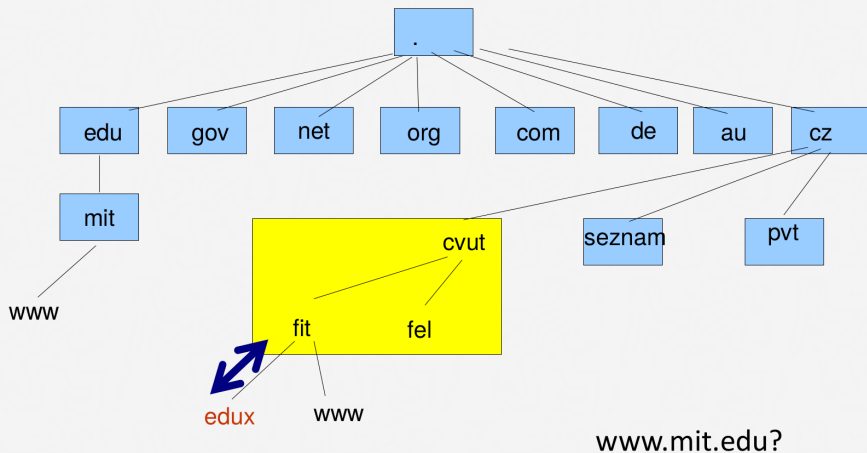 .
edu gov net org com de au cz
mit
cvut seznam pvt
www
fit fel
edux www
www.mit.edu?